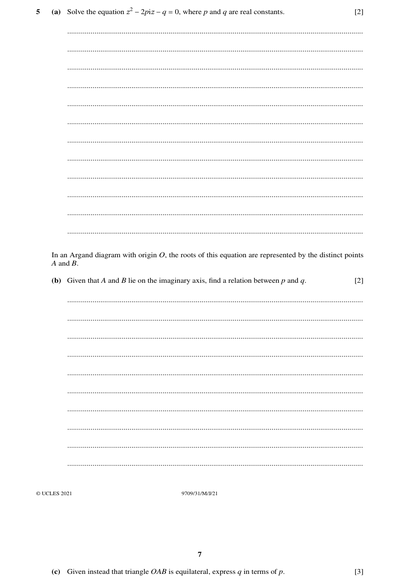 5 (a) Solve the equation z² − 2piz − q = 0, where p and q are real constants. [2]
In an Argand diagram with origin O, the roots of this equation are represented by the distinct points
A and B.
(b) Given that A and B lie on the imaginary axis, find a relation between p and q. [2]
© UCLES 2021 9709/31/M/J/21
7
(c) Given instead that triangle OAB is equilateral, express q in terms of p. [3]